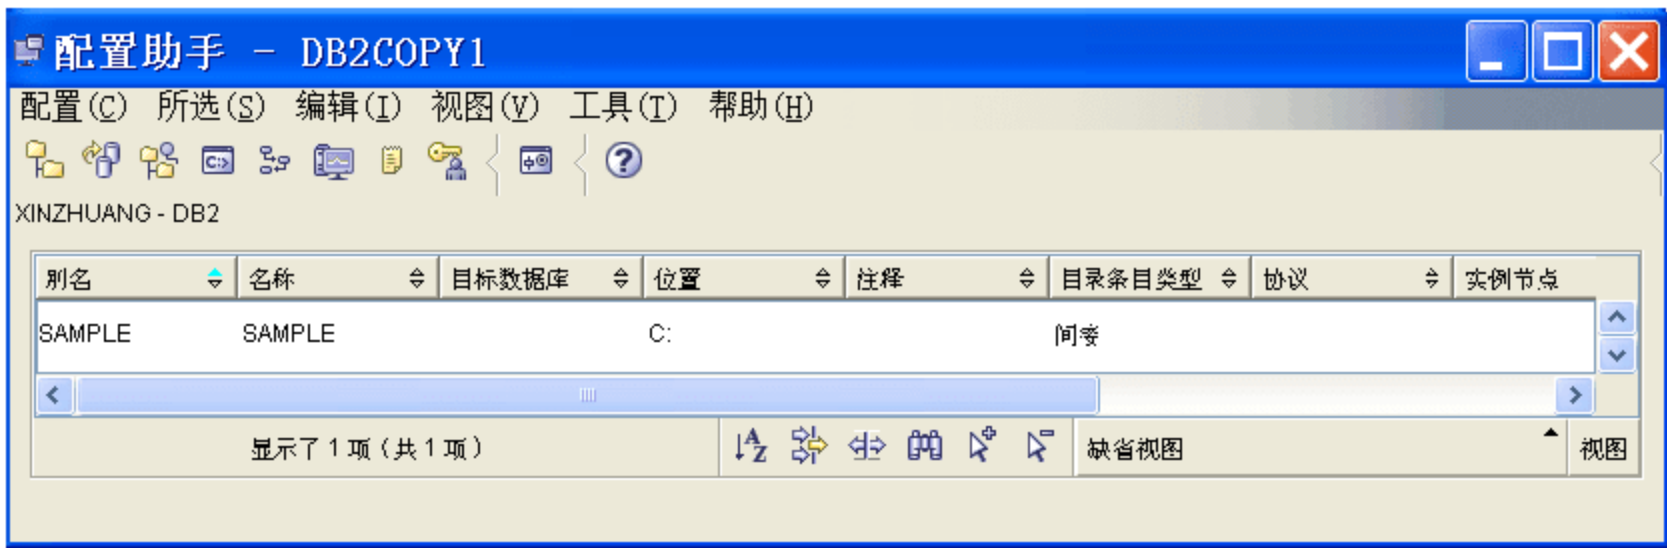 配置助手 - DB2COPY1
配置(C) 所选(S) 编辑(I) 视图(V) 工具(T) 帮助(H)
XINZHUANG - DB2
别名 名称 目标数据库 位置 注释 目录条目类型 协议 实例节点
SAMPLE SAMPLE C: 间接
显示了 1 项 (共 1 项) 缺省视图 视图